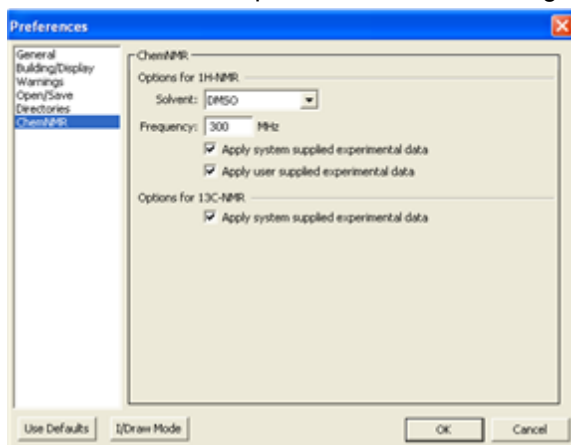 Preferences
General
Building/Display
Warnings
Open/Save
Directories
ChemNMR
ChemNMR
Options for 1H-NMR
Solvent: DMSO
Frequency: 300 MHz
Apply system supplied experimental data
Apply user supplied experimental data
Options for 13C-NMR
Apply system supplied experimental data
Use Defaults I/Draw Mode OK Cancel